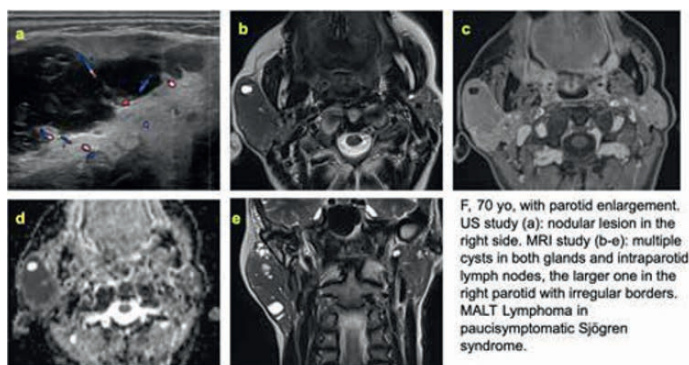 a
b
c
d
e
F, 70 yo, with parotid enlargement.
US study (a): nodular lesion in the
right side. MRI study (b-e): multiple
cysts in both glands and intraparotid
lymph nodes, the larger one in the
right parotid with irregular borders.
MALT Lymphoma in
paucisymptomatic Sjögren
syndrome.